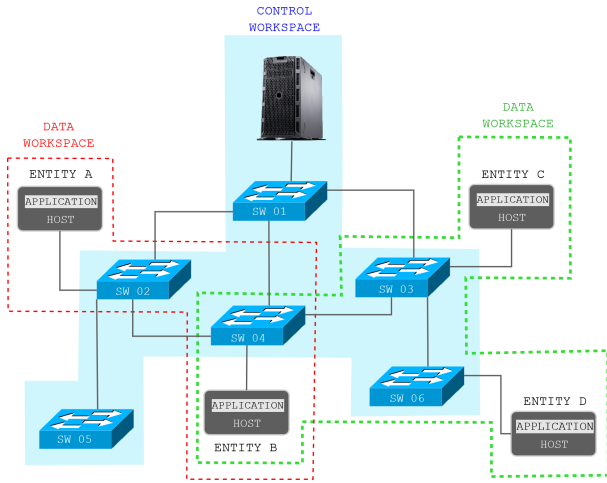 CONTROL
WORKSPACE
DATA
WORKSPACE
DATA
WORKSPACE
ENTITY A
APPLICATION
HOST
ENTITY C
APPLICATION
HOST
SW 01
SW 02
SW 03
SW 04
SW 05
SW 06
APPLICATION
HOST
ENTITY B
ENTITY D
APPLICATION
HOST